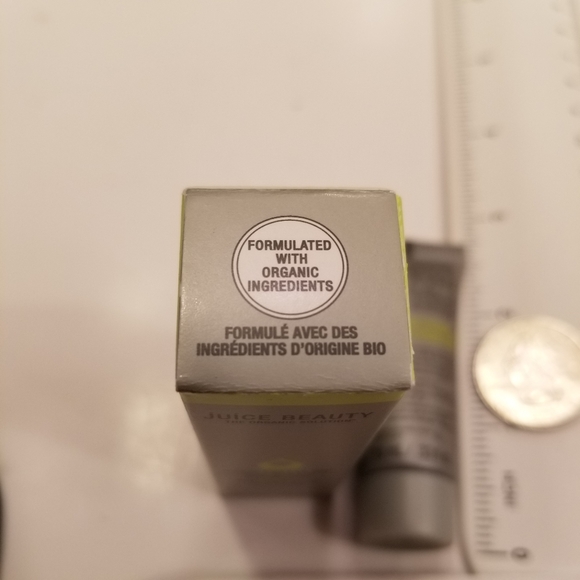 FORMULATED
WITH
ORGANIC
INGREDIENTS
FORMULÉ AVEC DES
INGRÉDIENTS D'ORIGINE BIO
JUICE BEAUTY